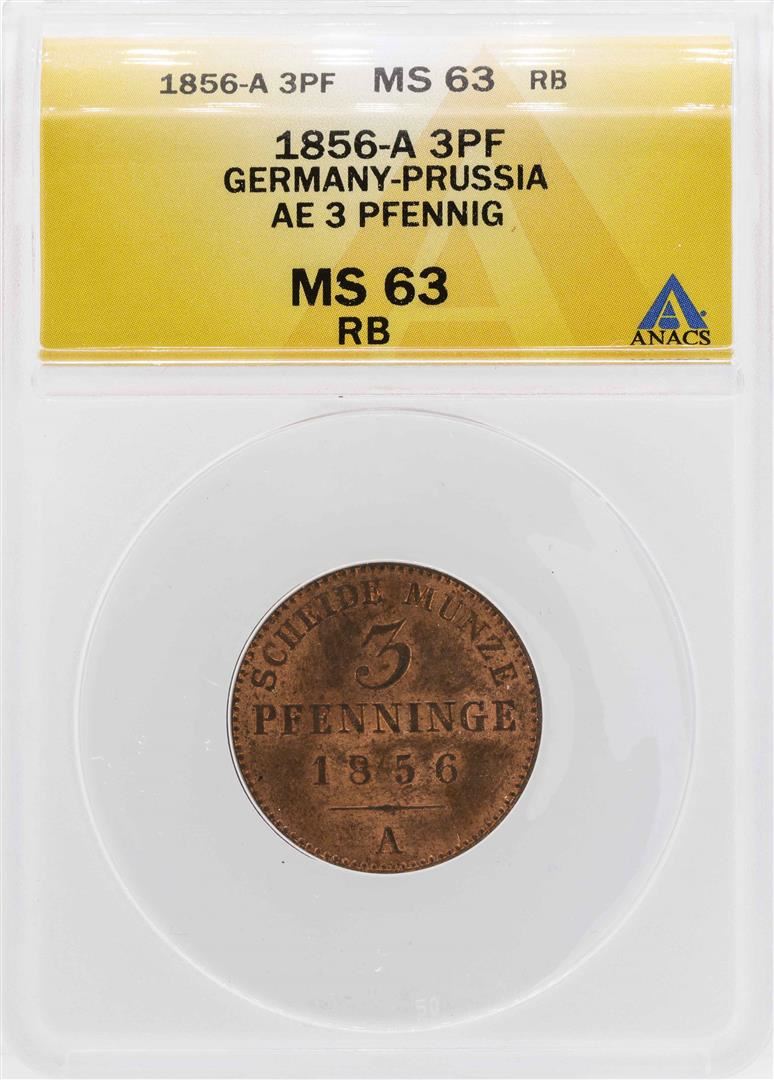 1856-A 3PF MS 63 RB
1856-A 3PF
GERMANY-PRUSSIA
AE 3 PFENNIG
MS 63
RB
ANACS
SCHEIDE MÜNZE
3
PFENNINGE
1856
A